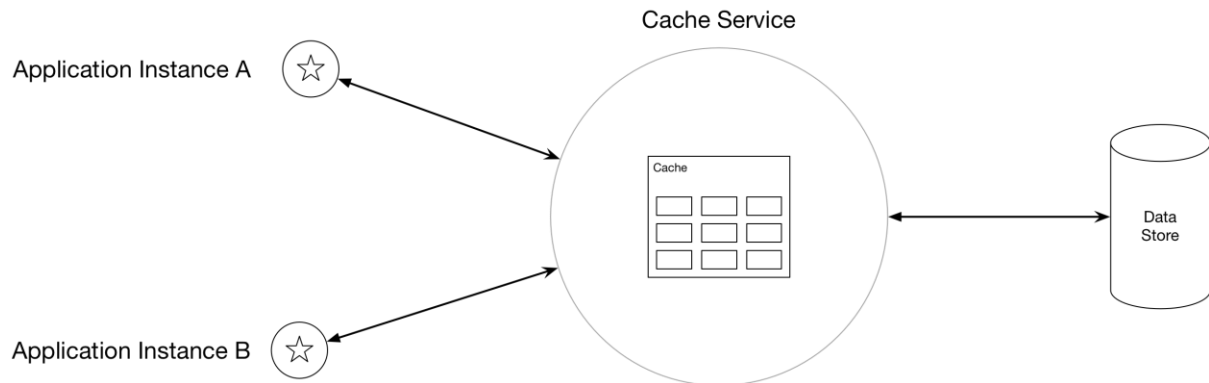 Cache Service
Application Instance A
Cache
Data
Store
Application Instance B